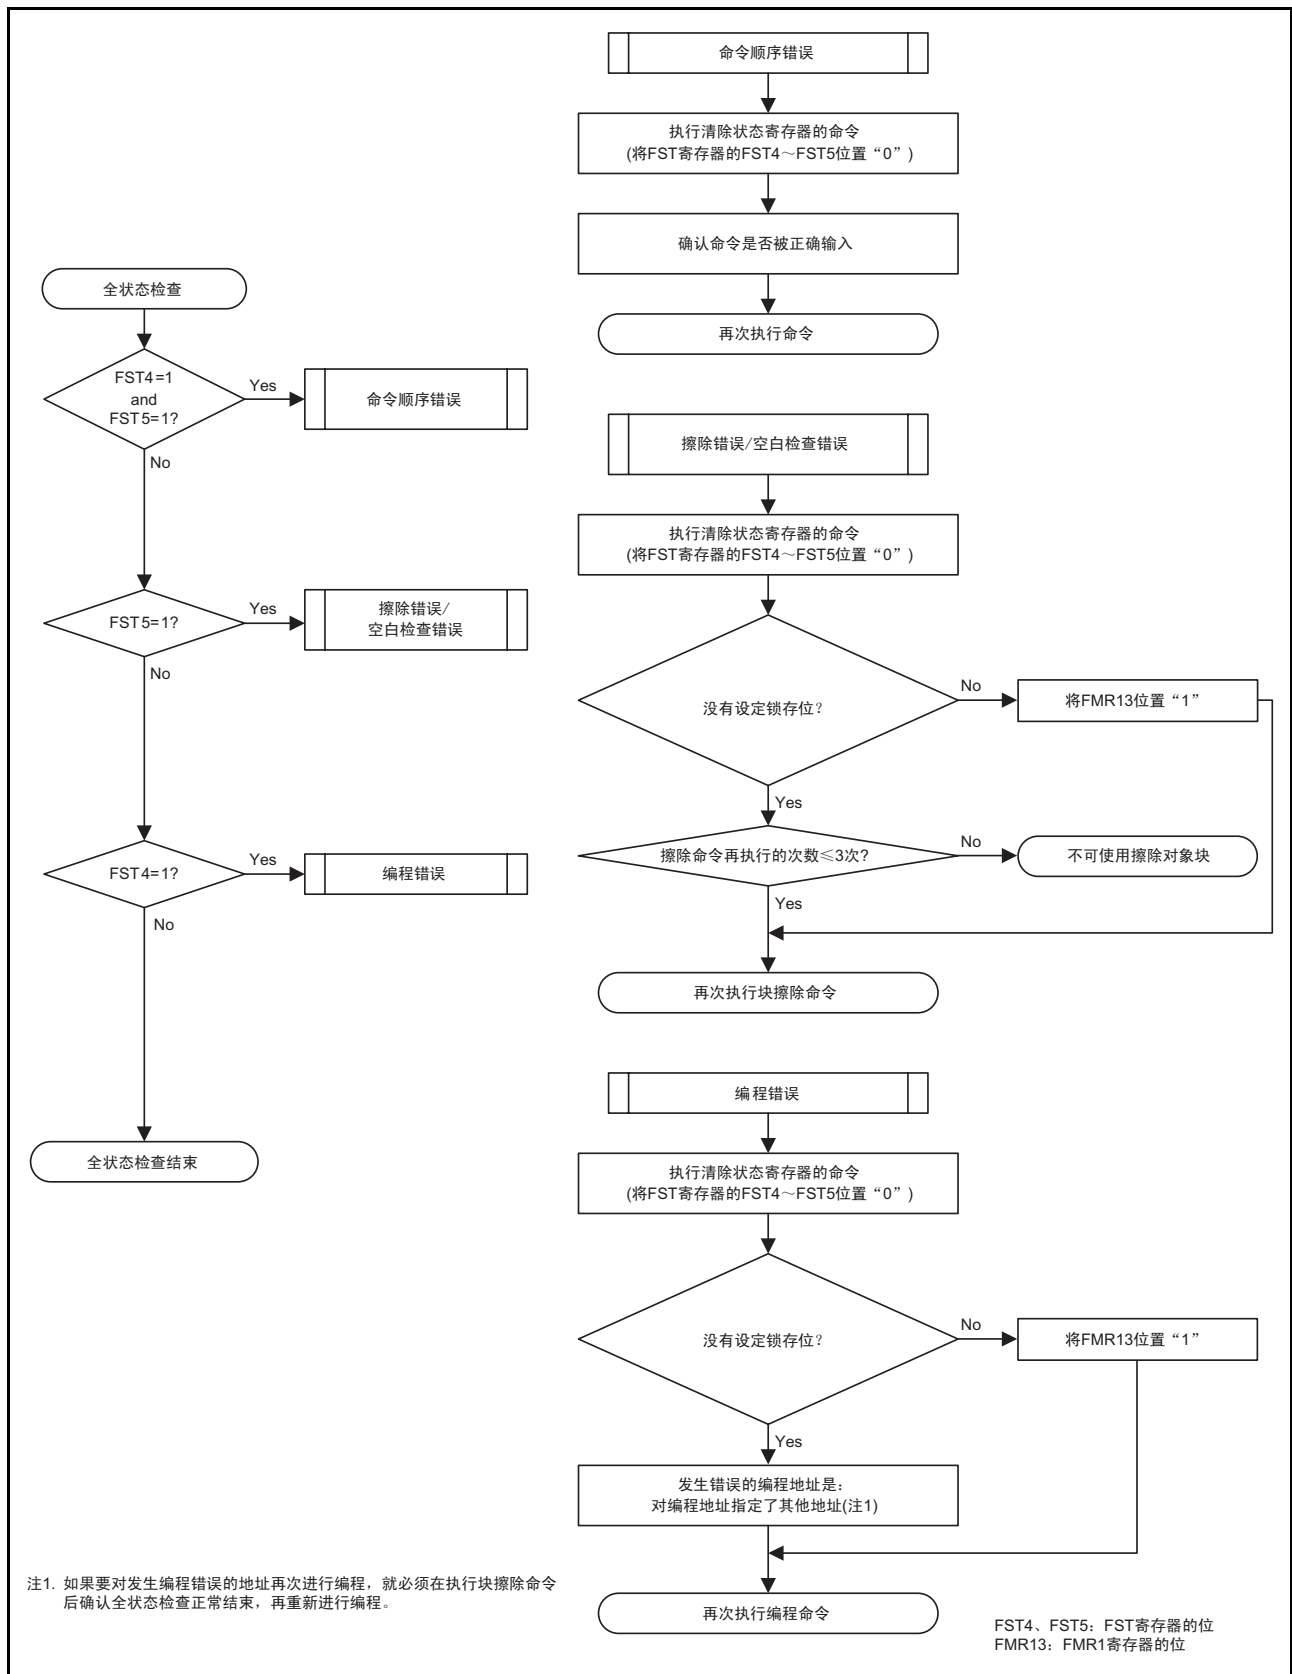 全状态检查
FST4=1
and
FST5=1?
Yes
命令顺序错误
No
FST5=1?
Yes
擦除错误/
空白检查错误
No
FST4=1?
Yes
编程错误
No
全状态检查结束
命令顺序错误
执行清除状态寄存器的命令
(将FST寄存器的FST4～FST5位置“0”)
确认命令是否被正确输入
再次执行命令
擦除错误/空白检查错误
执行清除状态寄存器的命令
(将FST寄存器的FST4～FST5位置“0”)
没有设定锁存位?
No
将FMR13位置“1”
Yes
擦除命令再执行的次数≤3次?
No
不可使用擦除对象块
Yes
再次执行块擦除命令
编程错误
执行清除状态寄存器的命令
(将FST寄存器的FST4～FST5位置“0”)
没有设定锁存位?
No
将FMR13位置“1”
Yes
发生错误的编程地址是：
对编程地址指定了其他地址(注1)
再次执行编程命令
注1. 如果要对发生编程错误的地址再次进行编程，就必须在执行块擦除命令
后确认全状态检查正常结束，再重新进行编程。
FST4、FST5：FST寄存器的位
FMR13：FMR1寄存器的位